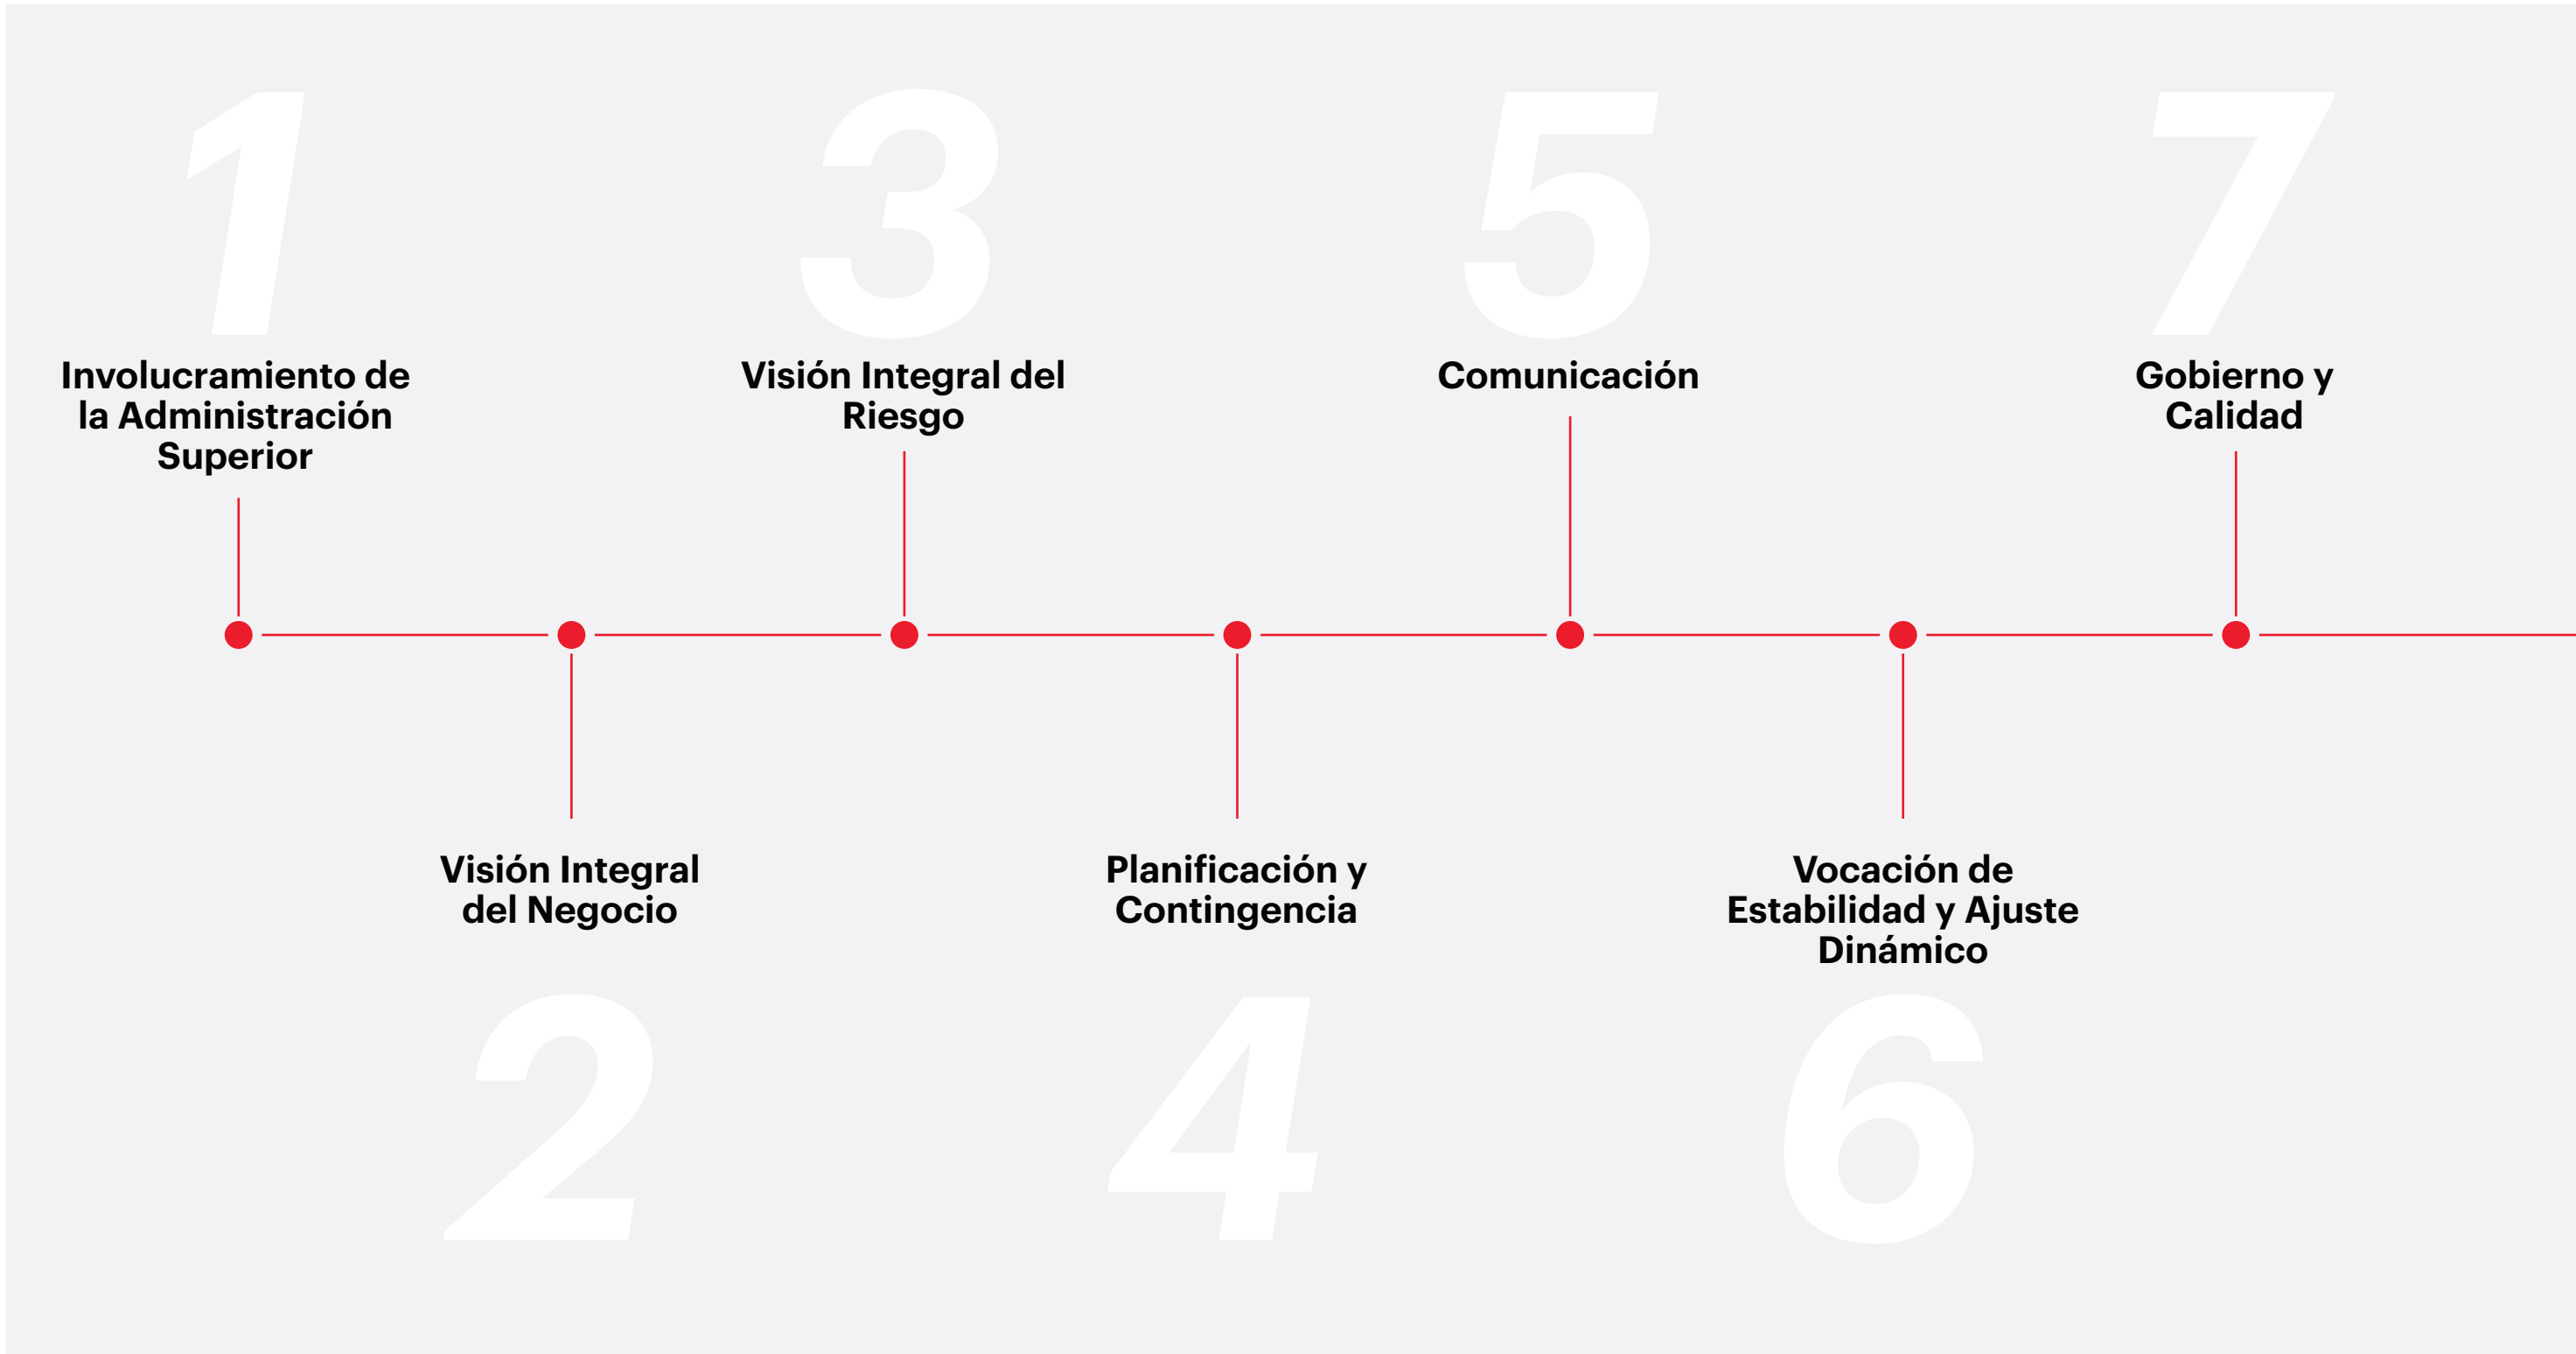 1
Involucramiento de
la Administración
Superior
2
Visión Integral
del Negocio
3
Visión Integral del
Riesgo
4
Planificación y
Contingencia
5
Comunicación
6
Vocación de
Estabilidad y Ajuste
Dinámico
7
Gobierno y
Calidad